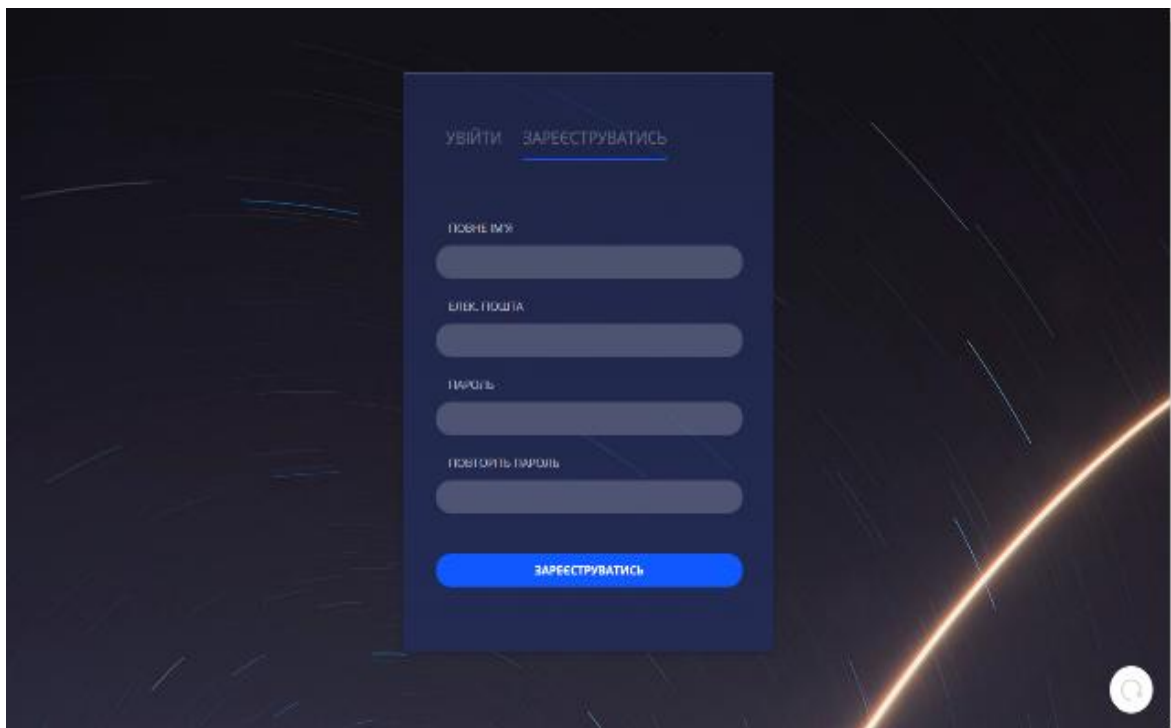 УВІЙТИ ЗАРЕЄСТРУВАТИСЬ
ПОВНЕ ІМ'Я
ЕЛЕК. ПОШТА
ПАРОЛЬ
ПОВТОРІТЬ ПАРОЛЬ
ЗАРЕЄСТРУВАТИСЬ